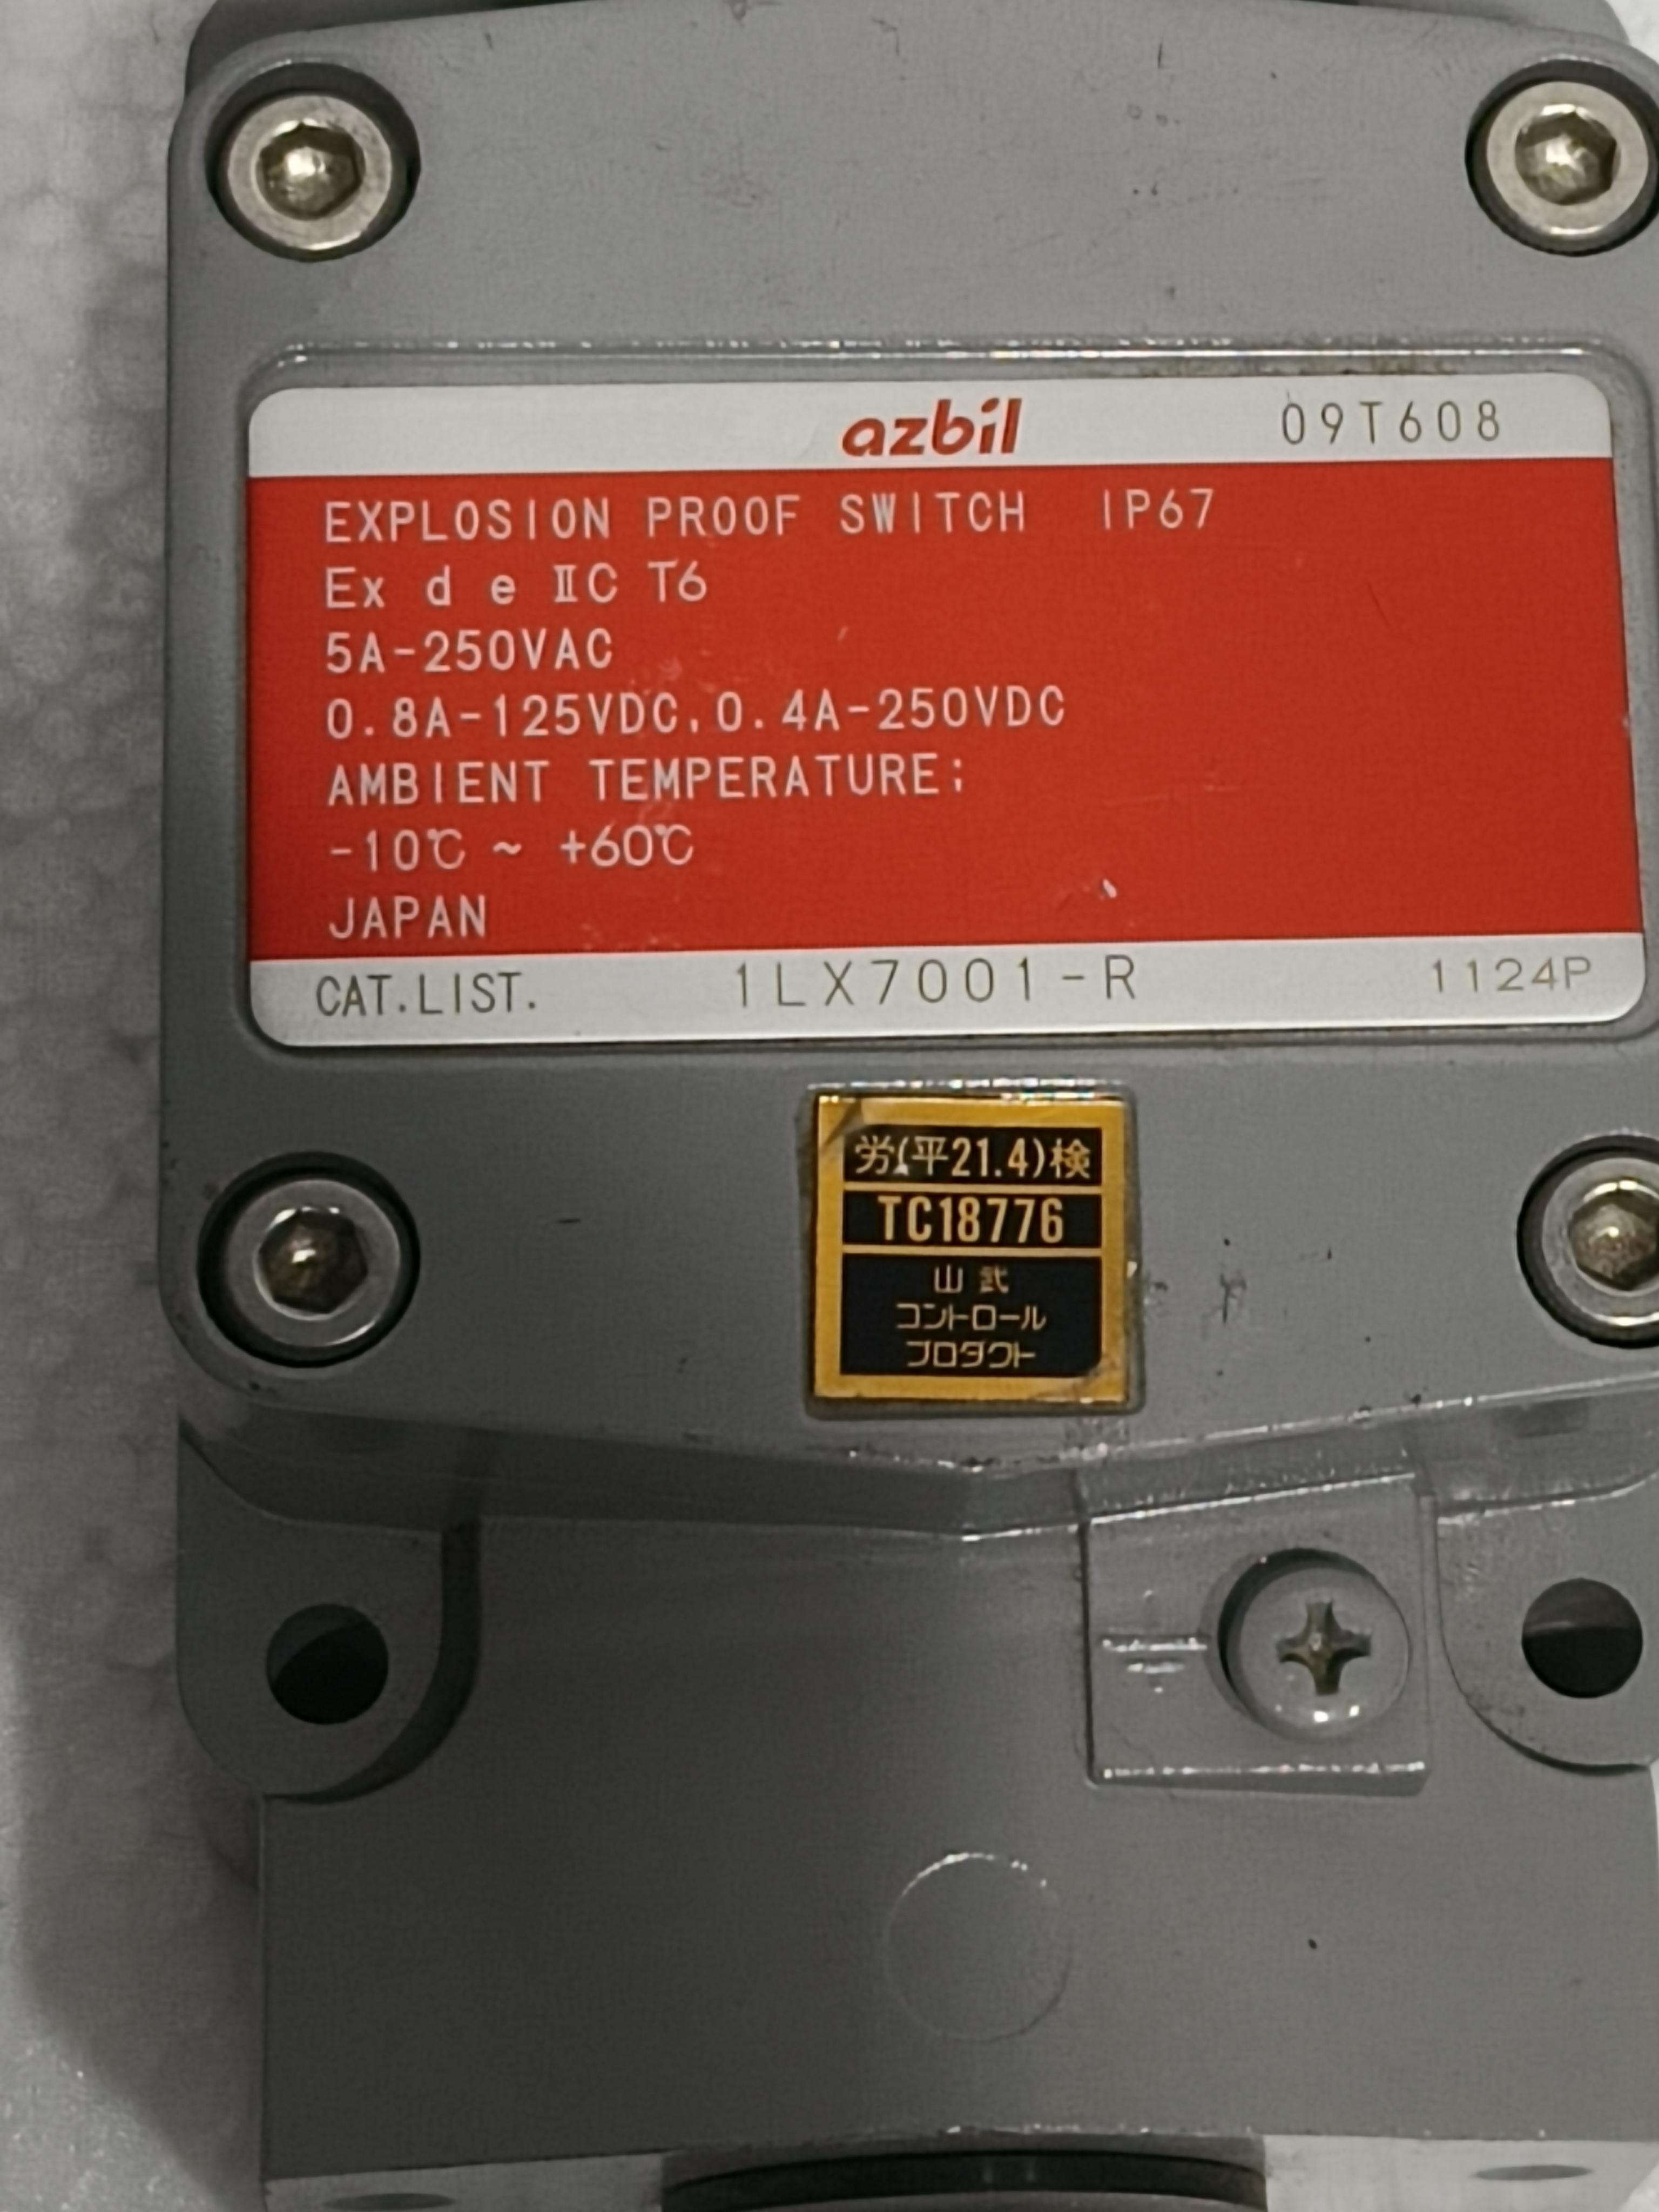 azbil 09T608
EXPLOSION PROOF SWITCH IP67
Ex d e ⅡC T6
5A-250VAC
0.8A-125VDC,0.4A-250VDC
AMBIENT TEMPERATURE;
-10℃ ~ +60℃
JAPAN
CAT.LIST. 1LX7001-R 1124P
労(平21.4)検
TC18776
山武
コントロール
プロダクト